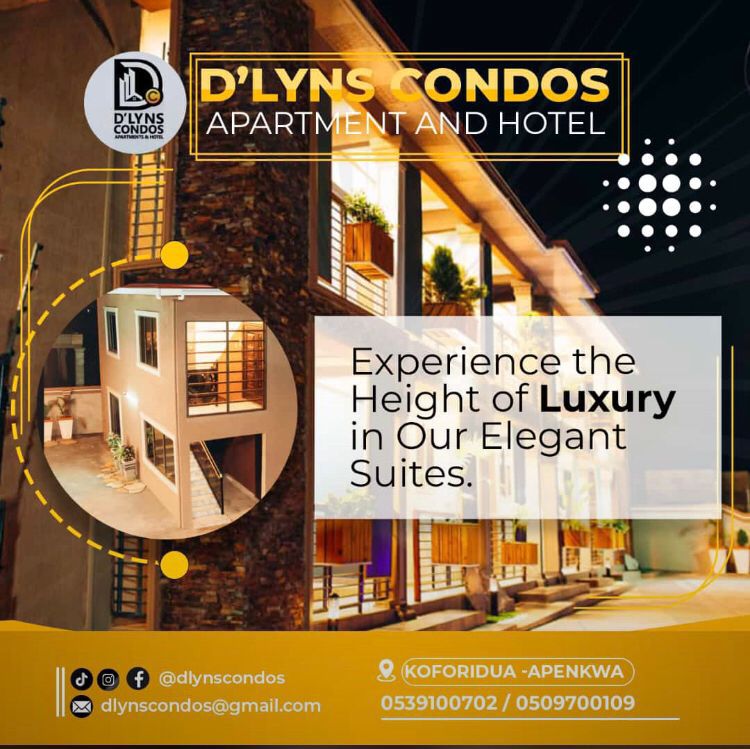 D'LYNS
CONDOS
APARTMENTS & HOTEL
D'LYNS CONDOS
APARTMENT AND HOTEL
Experience the
Height of Luxury
in Our Elegant
Suites.
@dlynscondos
dlynscondos@gmail.com
KOFORIDUA -APENKWA
0539100702 / 0509700109